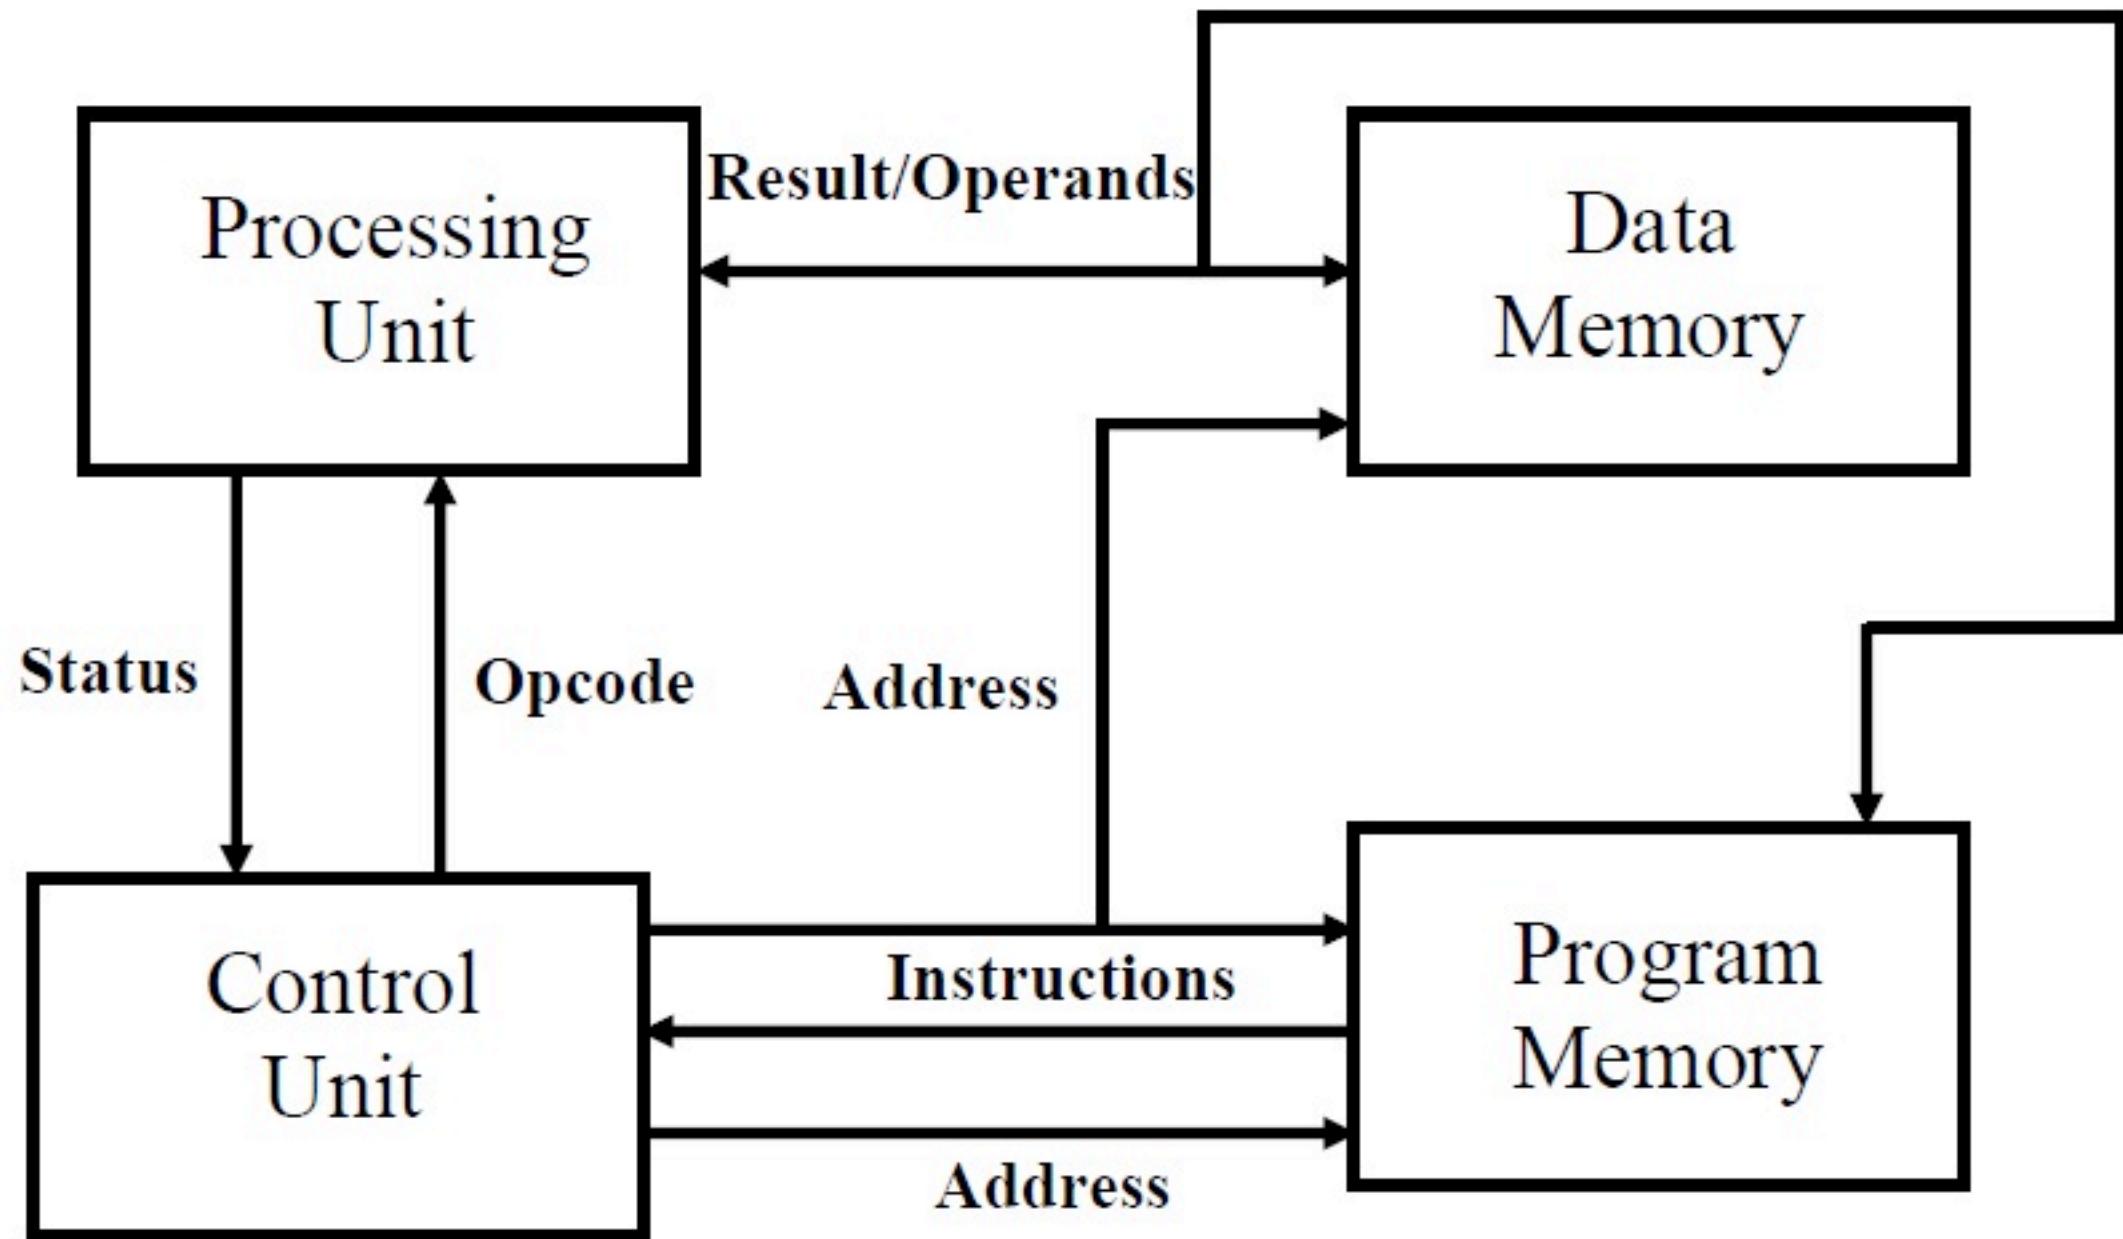 Processing
Unit
Result/Operands
Data
Memory
Status
Opcode
Address
Control
Unit
Instructions
Address
Program
Memory